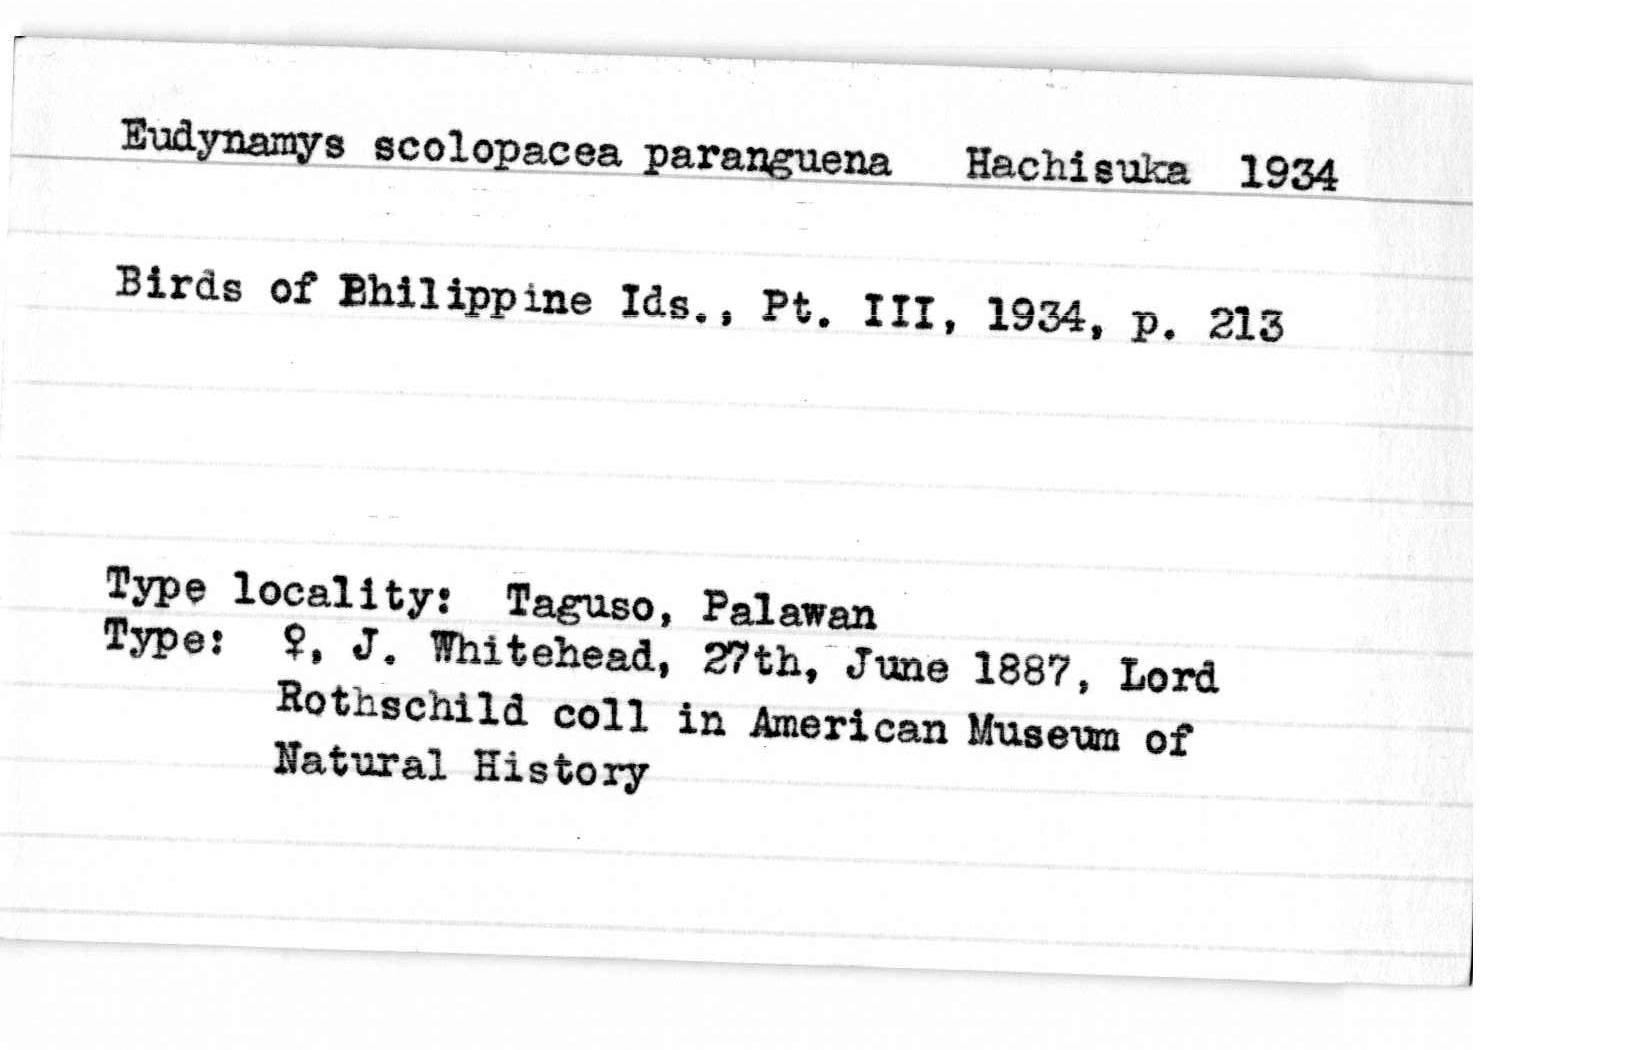 Eudynamys scolopacea paranguena Hachisuka 1934
Birds of Philippine Ids., Pt. III, 1934, p. 213
Type locality: Taguso, Palawan
Type: ♀, J. Whitehead, 27th, June 1887, Lord
Rothschild coll in American Museum of
Natural History